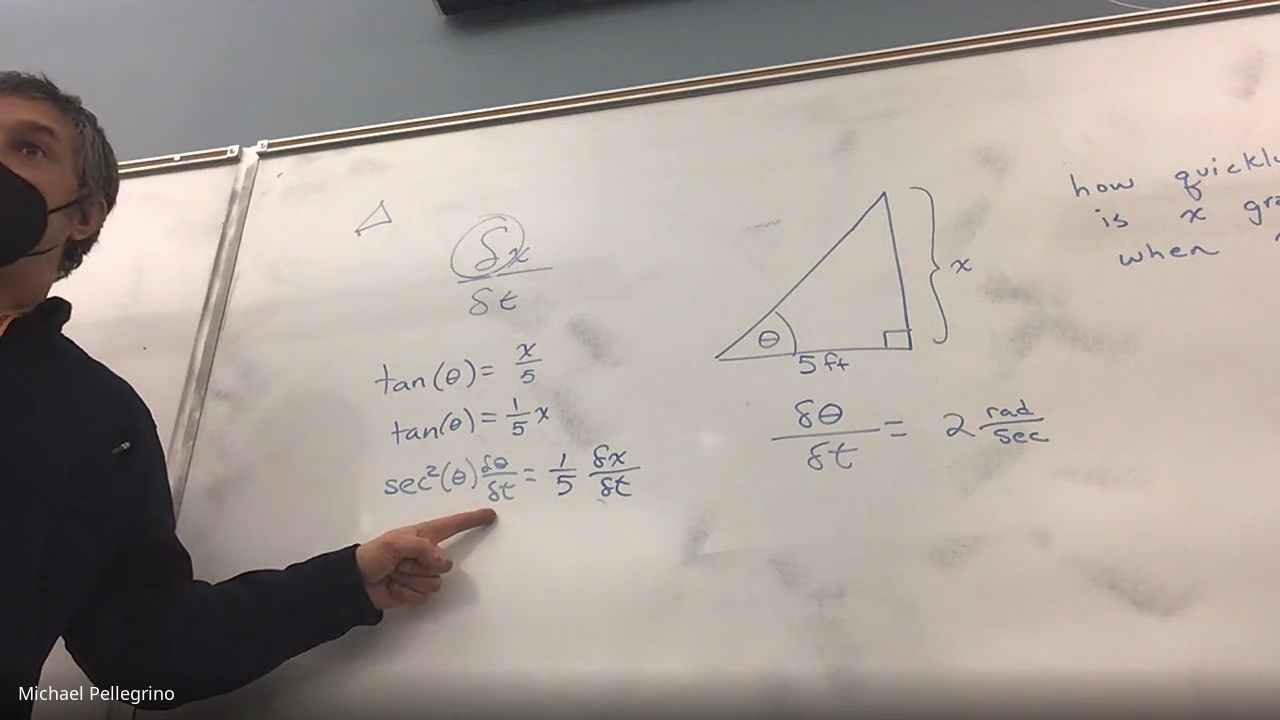 δx
δt
tan(θ)= x/5
tan(θ)= 1/5 x
sec²(θ) δθ/δt = 1/5 δx/δt
θ
5 ft
x
δθ/δt = 2 rad/sec
how quickly
is x
when
Michael Pellegrino